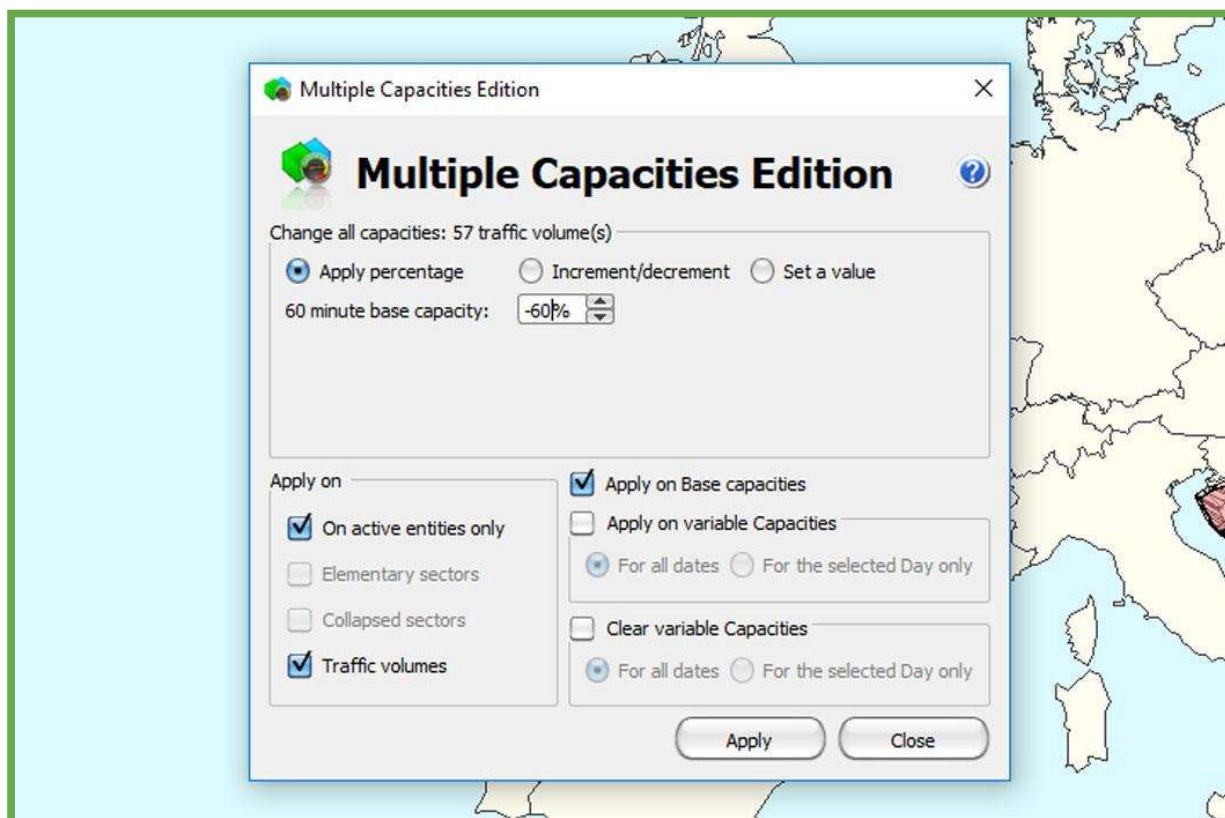 Multiple Capacities Edition
Multiple Capacities Edition
Change all capacities: 57 traffic volume(s)
Apply percentage Increment/decrement Set a value
60 minute base capacity: -60%
Apply on
On active entities only
Elementary sectors
Collapsed sectors
Traffic volumes
Apply on Base capacities
Apply on variable Capacities
For all dates For the selected Day only
Clear variable Capacities
For all dates For the selected Day only
Apply Close